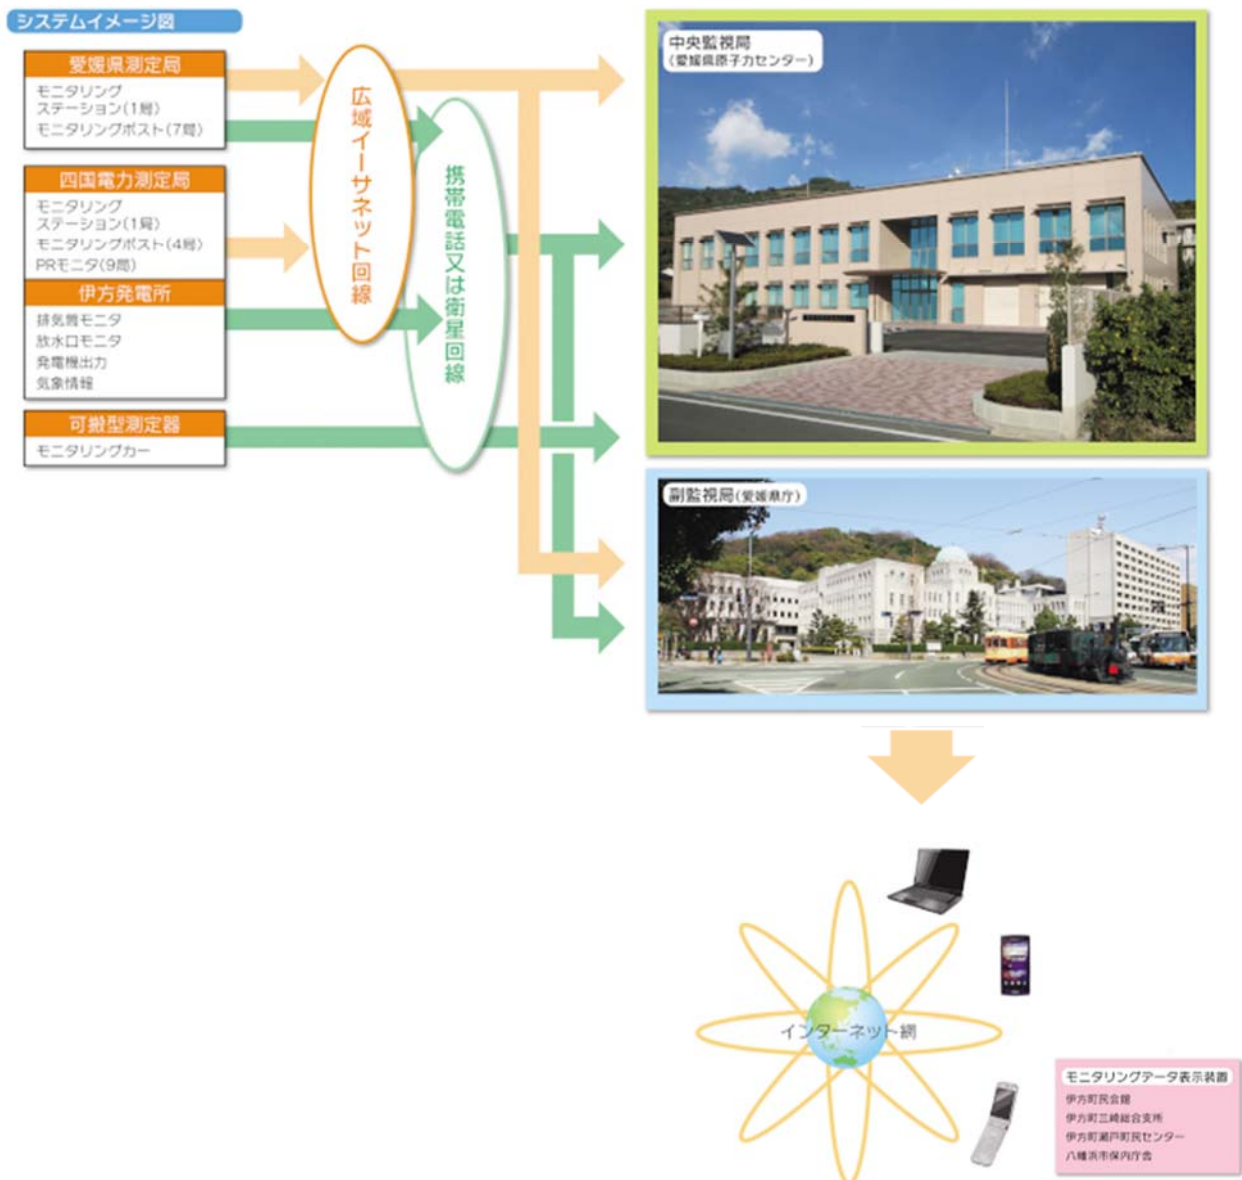 システムイメージ図
愛媛県測定局
モニタリング
ステーション(1局)
モニタリングポスト(7局)
四国電力測定局
モニタリング
ステーション(1局)
モニタリングポスト(4局)
PRモニタ(9局)
伊方発電所
排気筒モニタ
放水口モニタ
発電機出力
気象情報
可搬型測定器
モニタリングカー
広域イーサネット回線
携帯電話又は衛星回線
中央監視局
(愛媛県原子力センター)
副監視局(愛媛県庁)
インターネット網
モニタリングデータ表示装置
伊方町民会館
伊方町三崎総合支所
伊方町瀬戸町民センター
八幡浜市保内庁舎